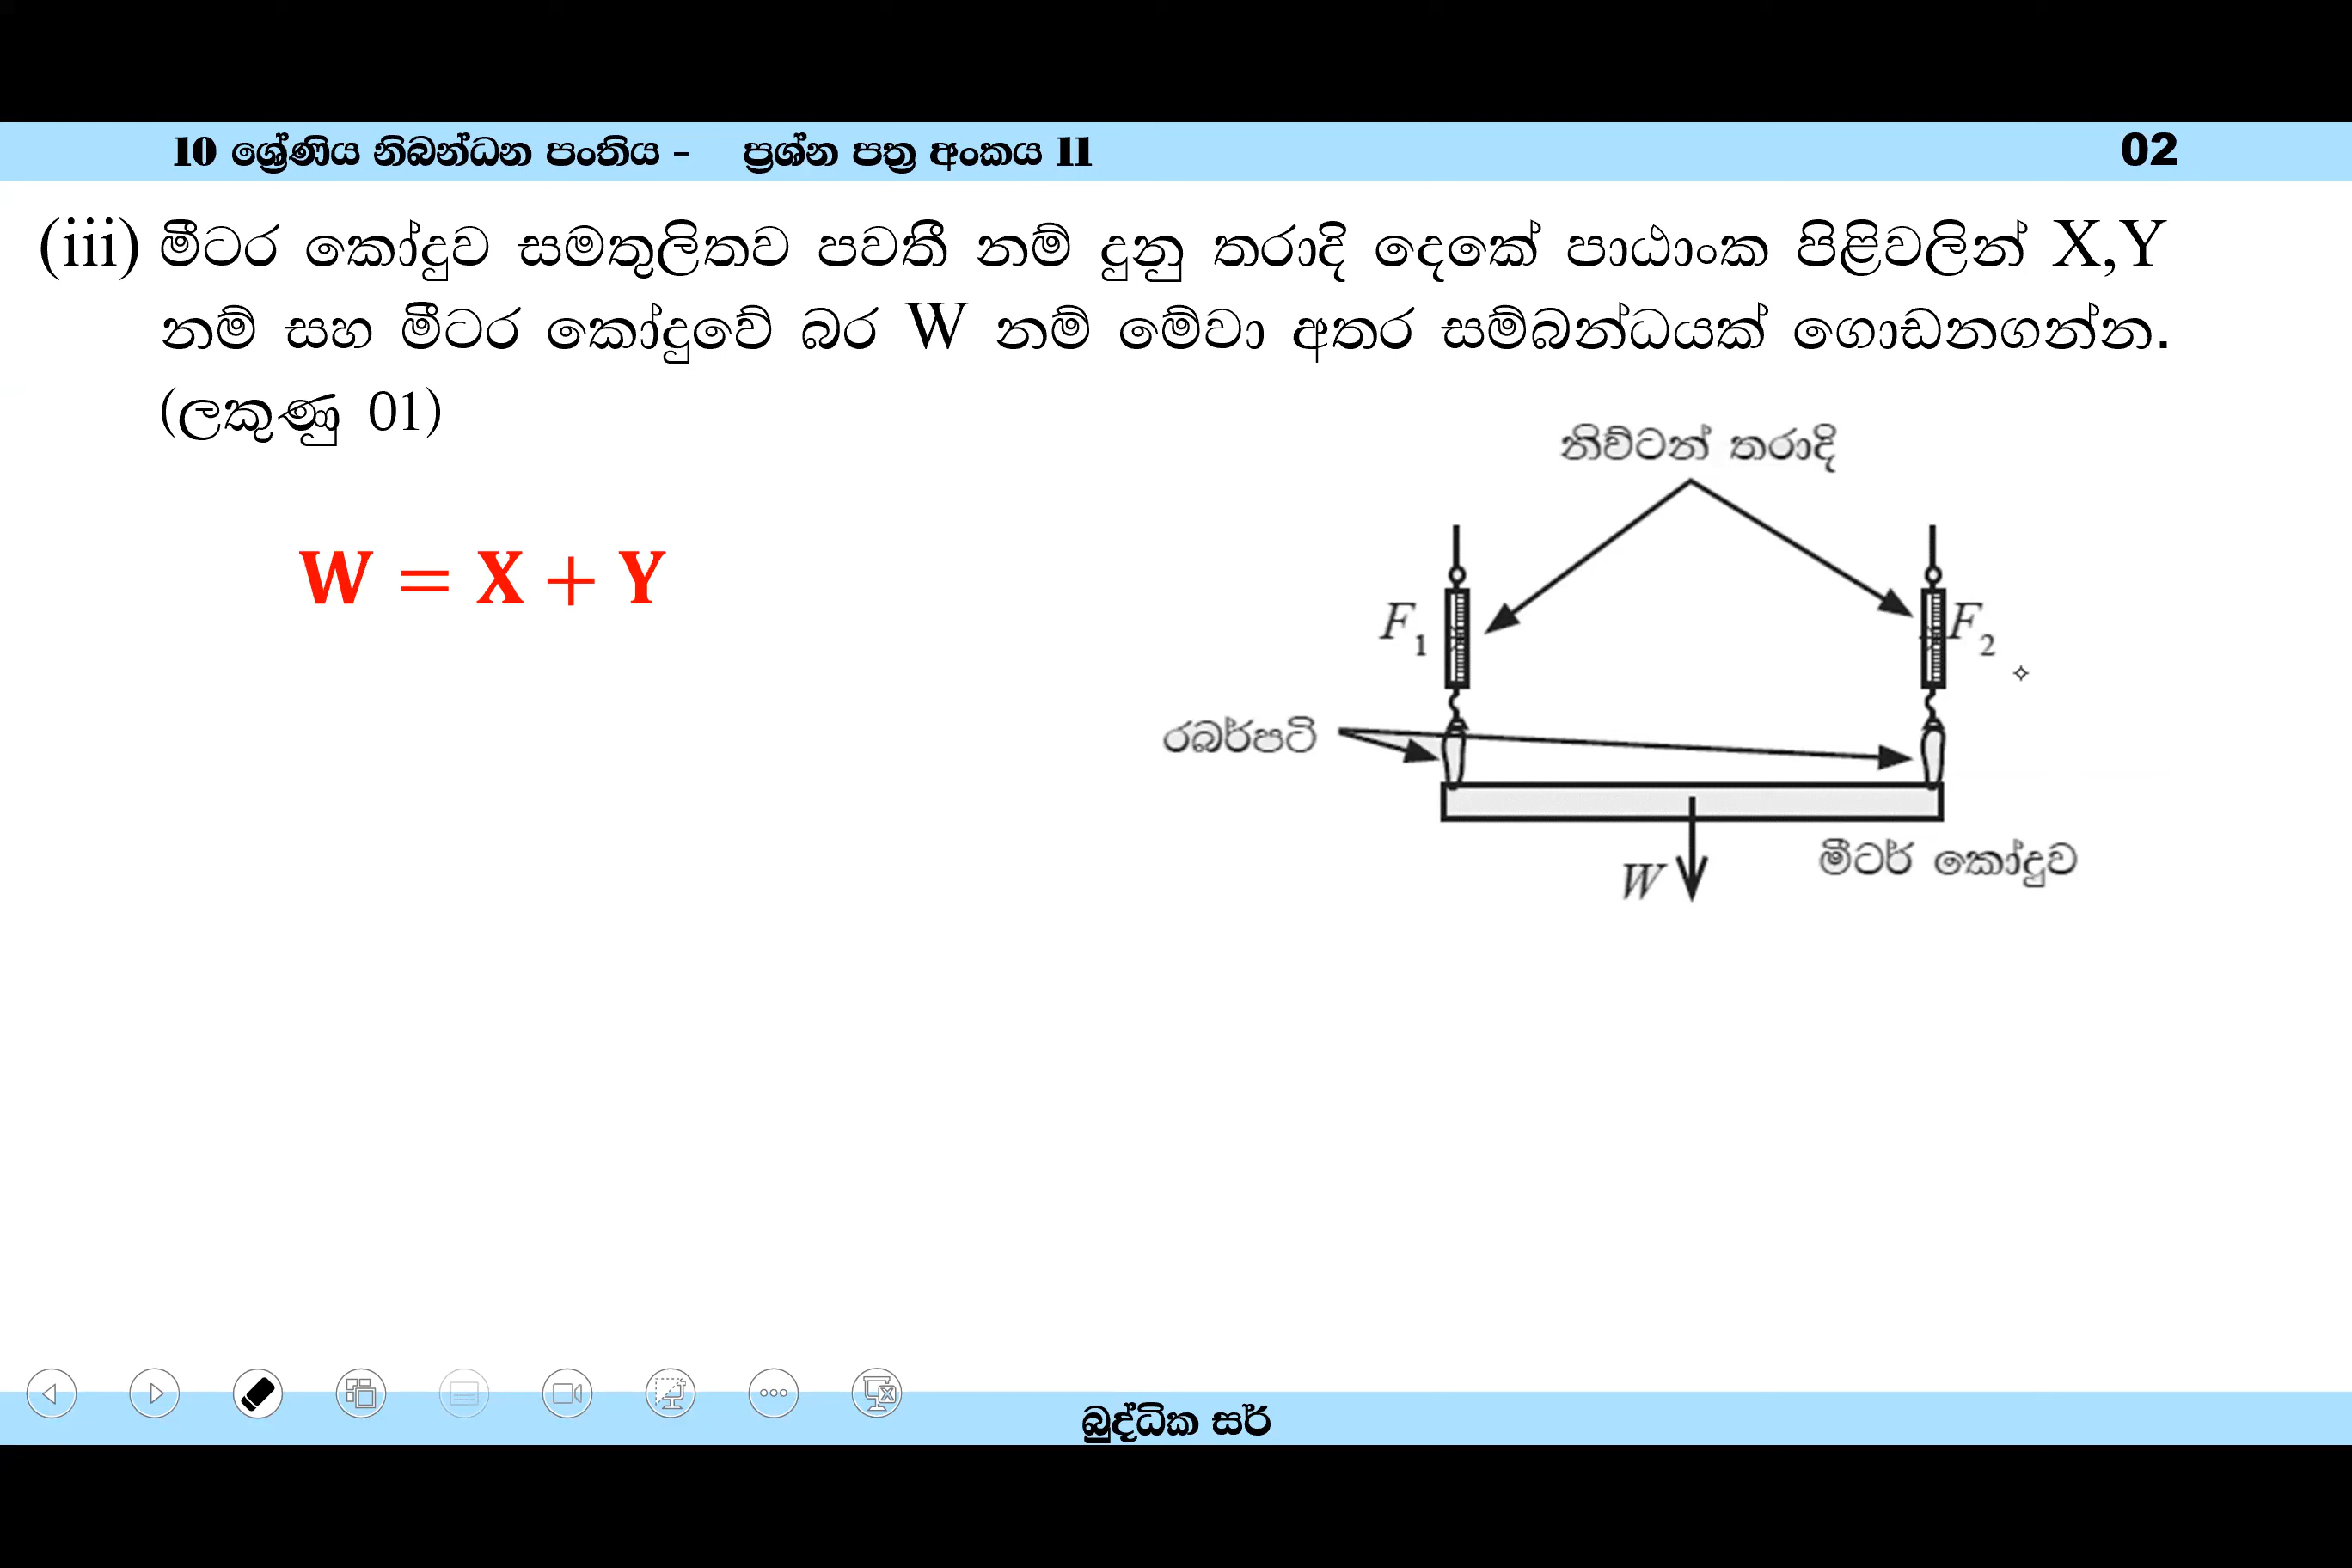 10 ශ්‍රේණිය නිබන්ධන පංතිය - ප්‍රශ්න පත්‍ර අංකය 11 02
(iii) මීටර කෝදුව සමතුලිතව පවතී නම් දුනු තරාදි දෙකේ පාඨාංක පිළිවලින් X,Y
නම් සහ මීටර කෝදුවේ බර W නම් මේවා අතර සම්බන්ධයක් ගොඩනගන්න.
(ලකුණු 01)
නිව්ටන් තරාදි
W = X + Y
F1 F2
රබර්පටි
W මීටර් කෝදුව
බුද්ධික සර්